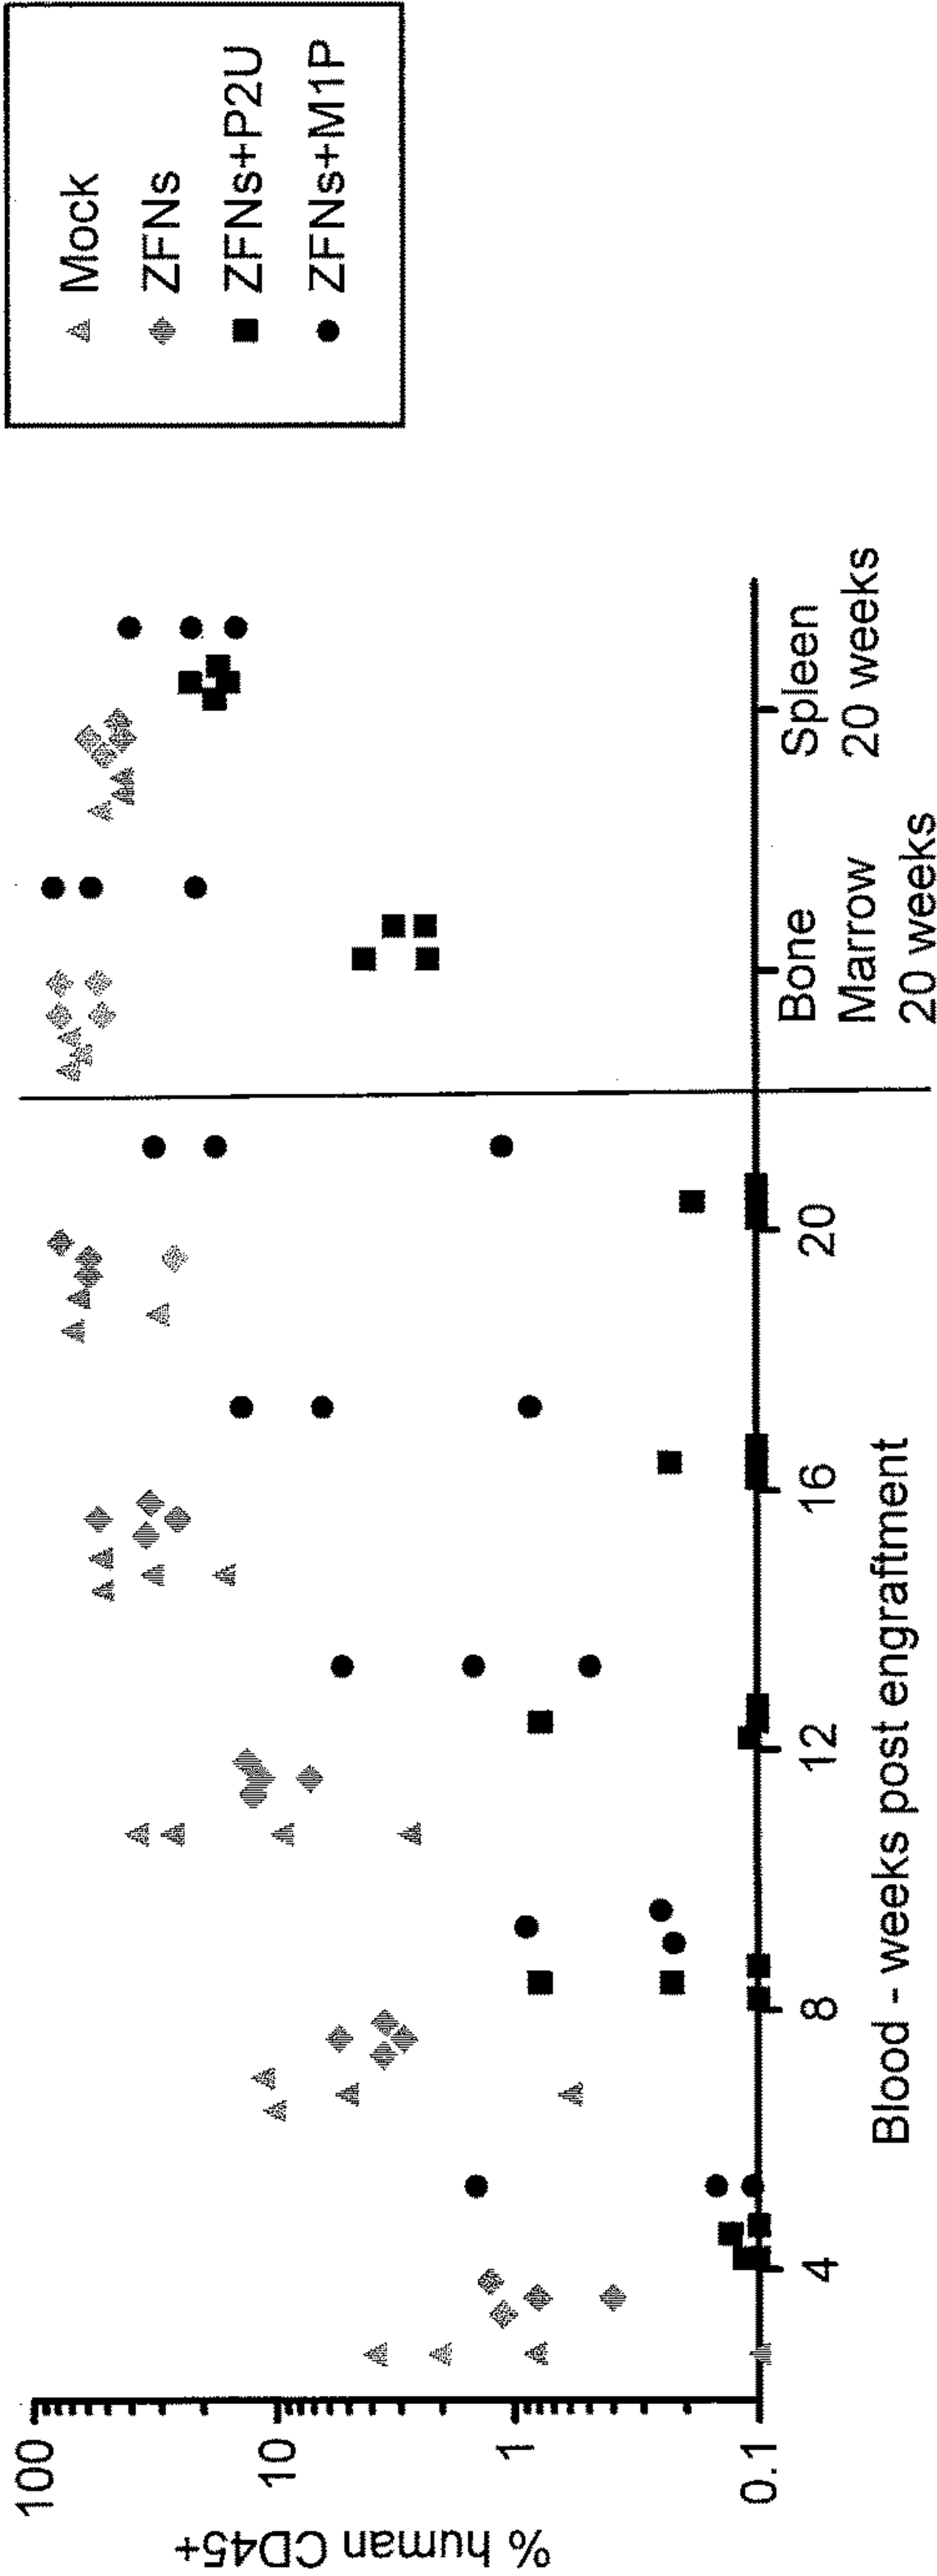 % human CD45+
100
10
1
0.1
4
8
12
16
20
Blood - weeks post engraftment
Bone
Marrow
20 weeks
Spleen
20 weeks
Mock
ZFNs
ZFNs+P2U
ZFNs+M1P